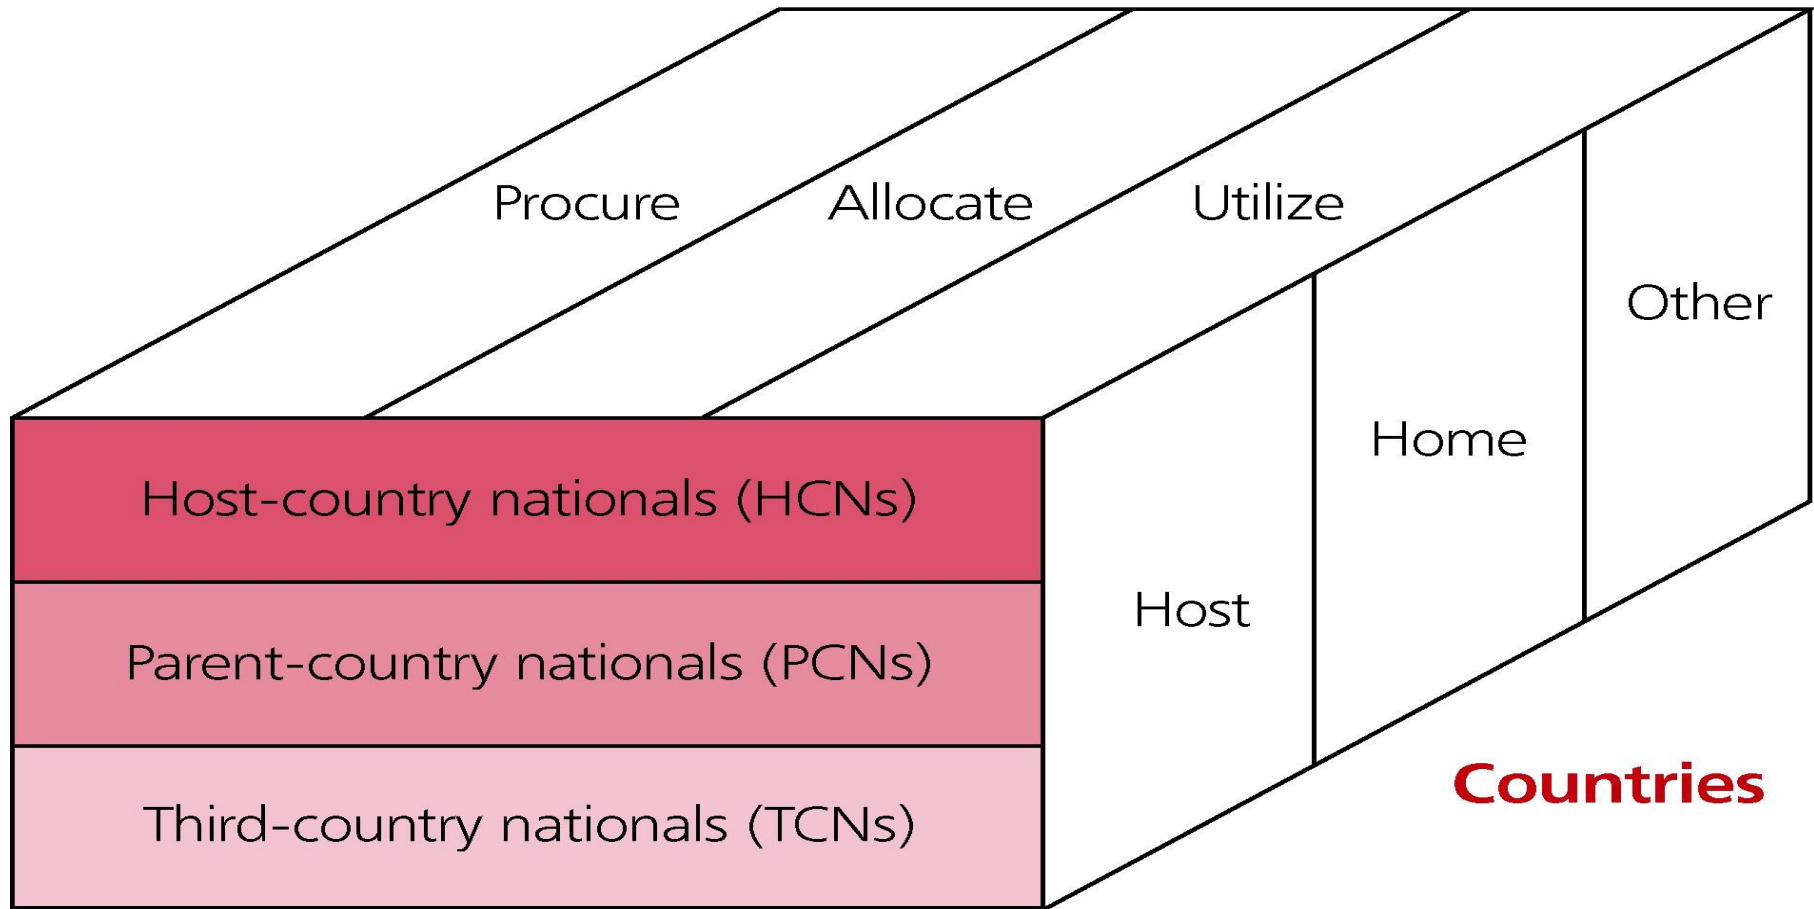 Procure
Allocate
Utilize
Other
Home
Host
Host-country nationals (HCNs)
Parent-country nationals (PCNs)
Third-country nationals (TCNs)
Countries